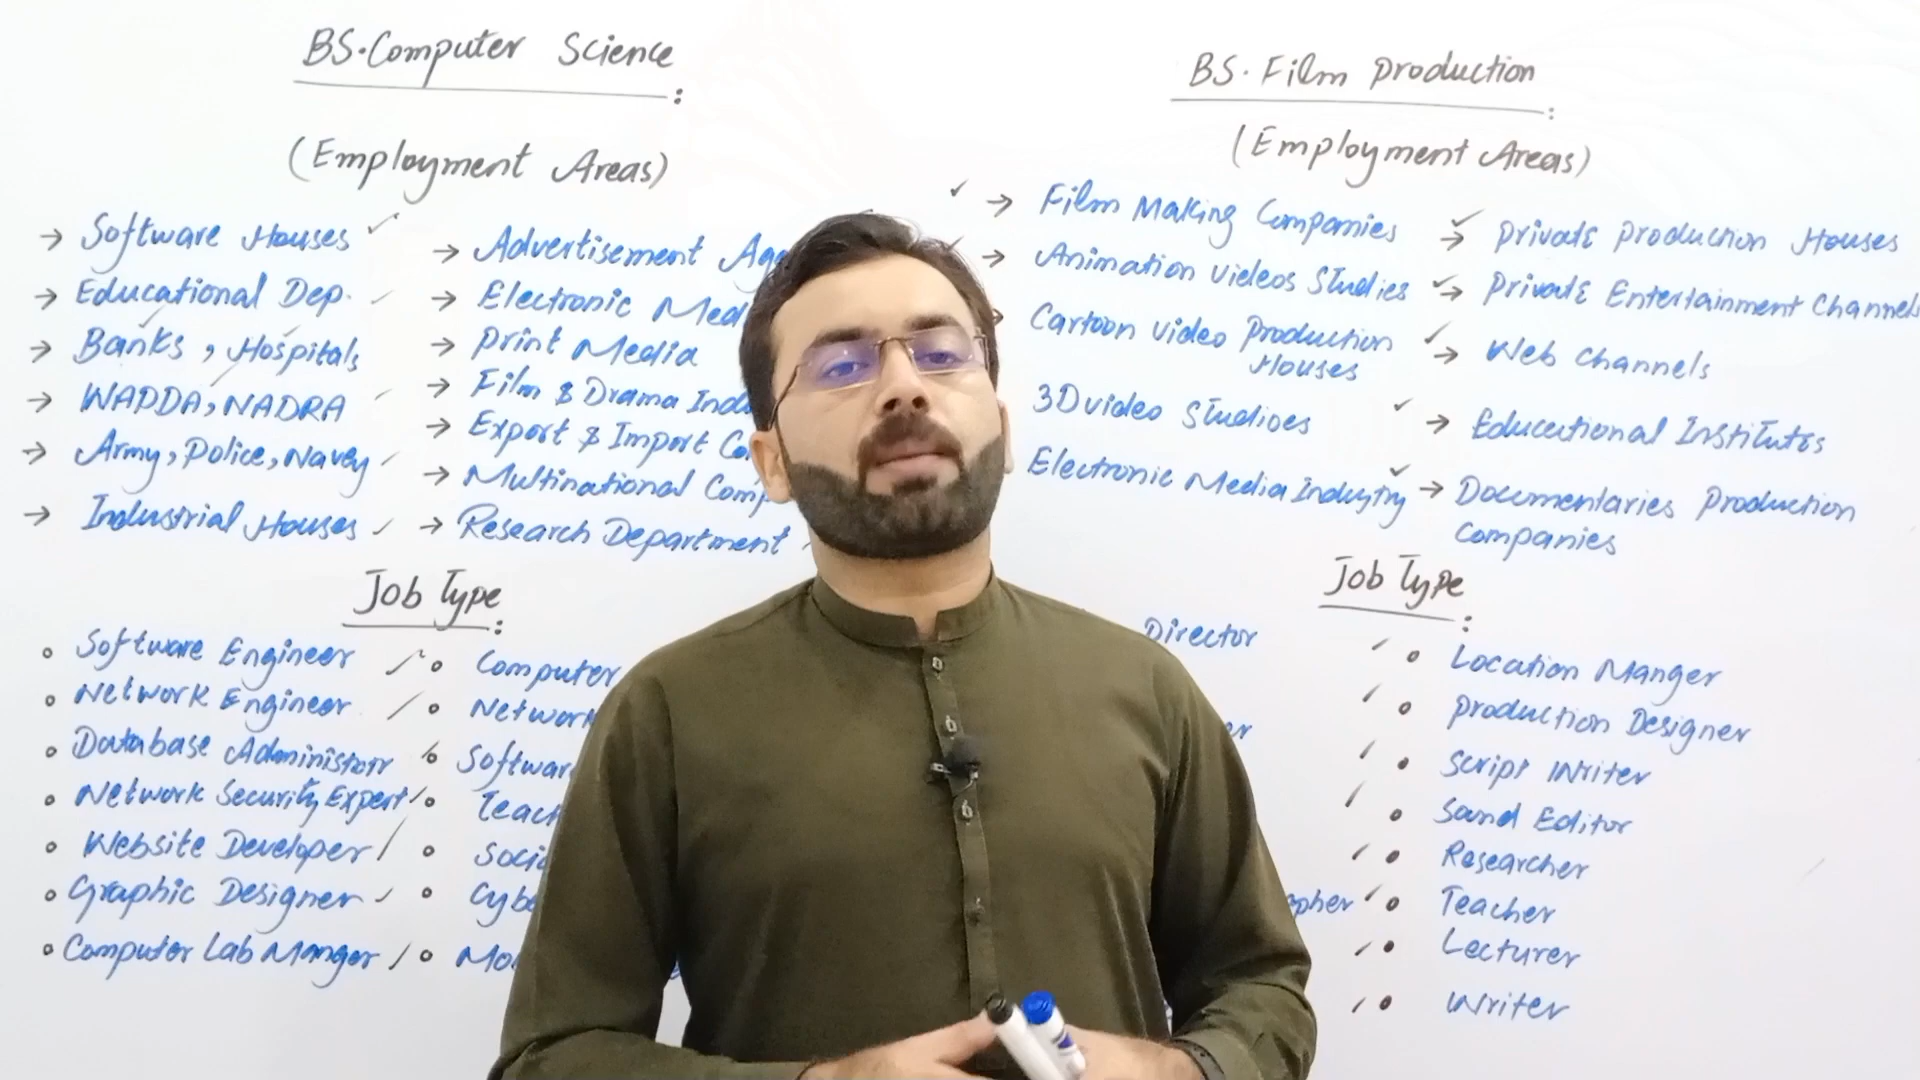 BS. Computer Science :
(Employment Areas)
→ Software Houses
→ Educational Dep.
→ Banks, Hospitals
→ WAPDA, NADRA
→ Army, Police, Navey
→ Industrial Houses
→ Advertisement
→ Electronic
→ Print Media
→ Film & Drama
→ Export & Import
→ Multinational
→ Research Department
Job Type :
• Software Engineer
• Network Engineer
• Database
• Network Security Expert
• Website Developer
• Graphic Designer
• Computer Lab Manger
• Computer
• Network
• Software
BS. Film Production :
(Employment Areas)
→ Film Making Companies
→ Animation Videos Studies
Cartoon Video Production
Houses
3D video Studioes
Electronic Media Industry
→ Private Production Houses
→ Private Entertainment Channels
→ Web Channels
→ Educational Institutes
→ Documentaries Production
Companies
Job Type :
Director
• Location Manger
• Production Designer
• Script Writer
• Sound Editor
• Researcher
• Teacher
• Lecturer
• Writer